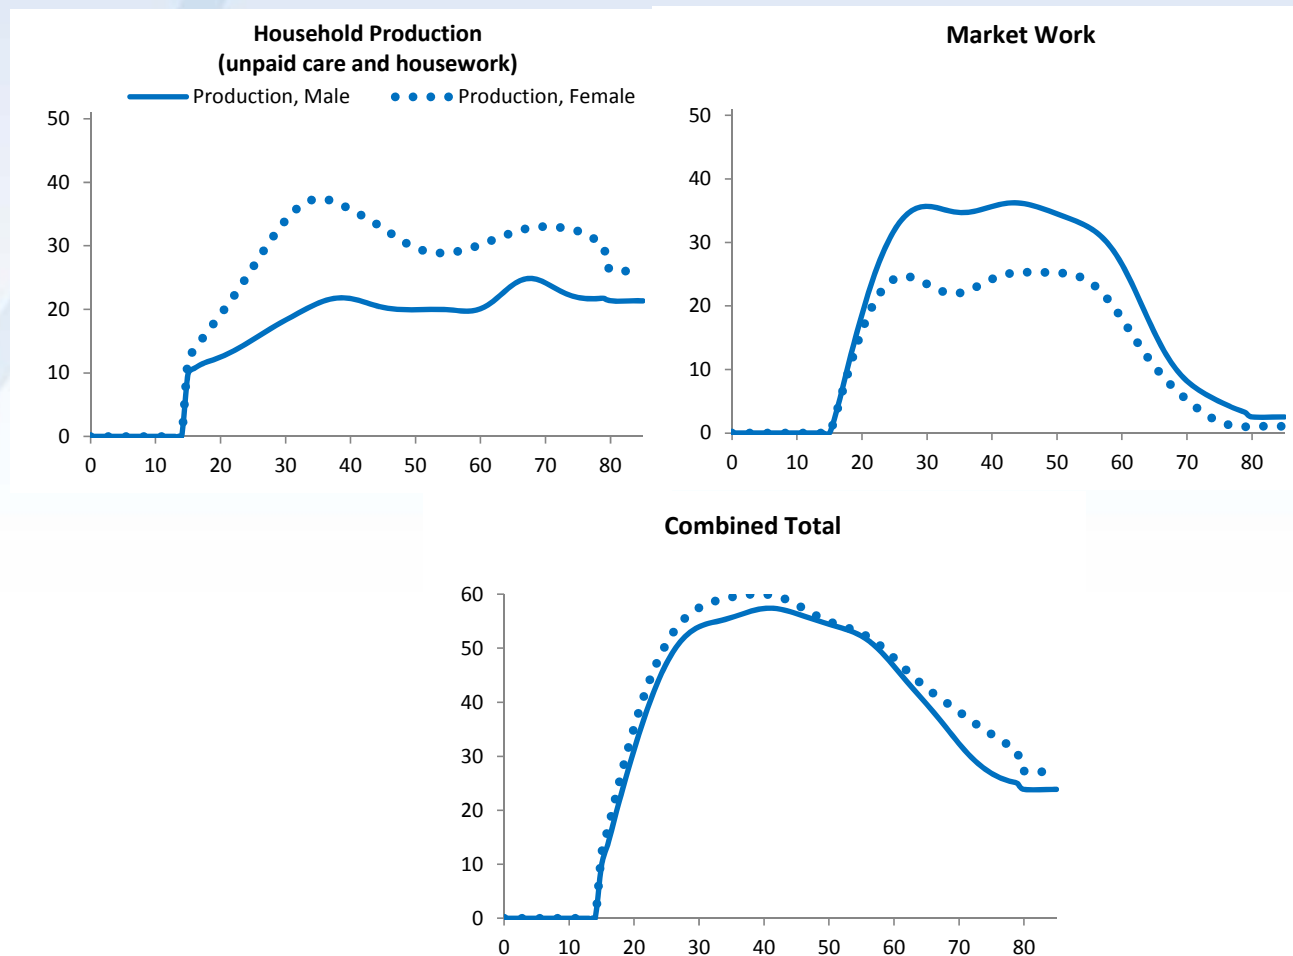 Household Production
(unpaid care and housework)
Production, Male
Production, Female
50
40
30
20
10
0
0 10 20 30 40 50 60 70 80
Market Work
50
40
30
20
10
0
0 10 20 30 40 50 60 70 80
Combined Total
60
50
40
30
20
10
0
0 10 20 30 40 50 60 70 80